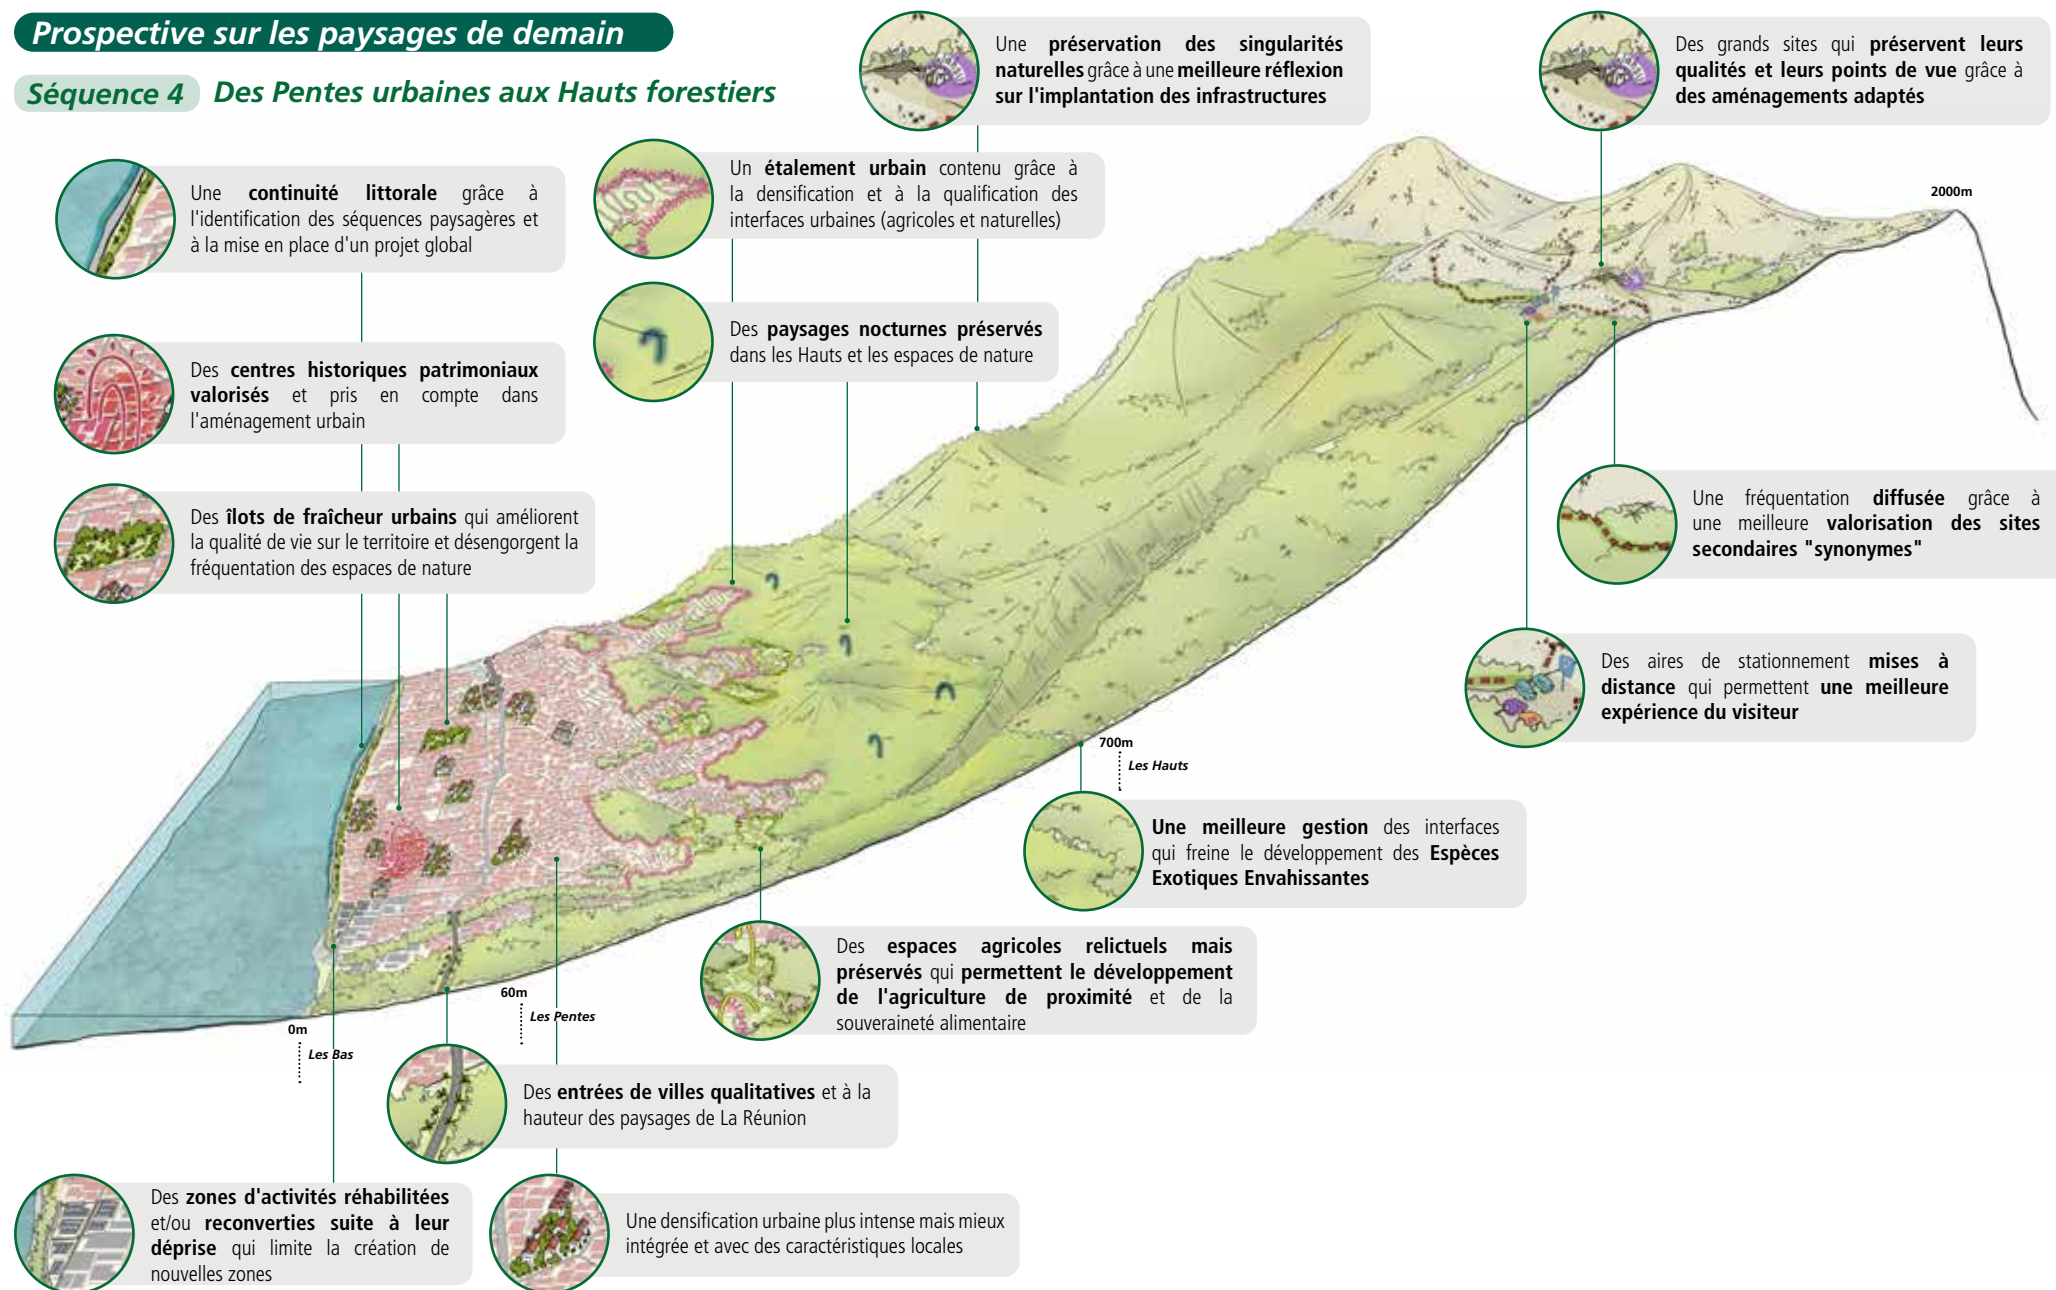 Prospective sur les paysages de demain
Séquence 4 Des Pentes urbaines aux Hauts forestiers
Une préservation des singularités
naturelles grâce à une meilleure réflexion
sur l'implantation des infrastructures
Des grands sites qui préservent leurs
qualités et leurs points de vue grâce à
des aménagements adaptés
Une continuité littorale grâce à
l'identification des séquences paysagères et
à la mise en place d'un projet global
Un étalement urbain contenu grâce à
la densification et à la qualification des
interfaces urbaines (agricoles et naturelles)
2000m
Des paysages nocturnes préservés
dans les Hauts et les espaces de nature
Des centres historiques patrimoniaux
valorisés et pris en compte dans
l'aménagement urbain
Des îlots de fraîcheur urbains qui améliorent
la qualité de vie sur le territoire et désengorgent la
fréquentation des espaces de nature
Une fréquentation diffusée grâce à
une meilleure valorisation des sites
secondaires "synonymes"
Des aires de stationnement mises à
distance qui permettent une meilleure
expérience du visiteur
700m
Les Hauts
Une meilleure gestion des interfaces
qui freine le développement des Espèces
Exotiques Envahissantes
Des espaces agricoles relictuels mais
préservés qui permettent le développement
de l'agriculture de proximité et de la
souveraineté alimentaire
60m
Les Pentes
0m
Les Bas
Des entrées de villes qualitatives et à la
hauteur des paysages de La Réunion
Des zones d'activités réhabilitées
et/ou reconverties suite à leur
déprise qui limite la création de
nouvelles zones
Une densification urbaine plus intense mais mieux
intégrée et avec des caractéristiques locales